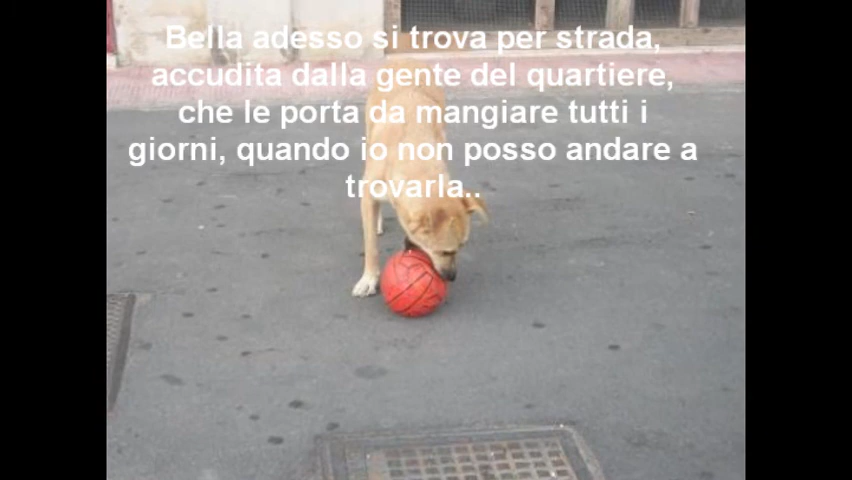 Bella adesso si trova per strada,
accudita dalla gente del quartiere,
che le porta da mangiare tutti i
giorni, quando io non posso andare a
trovarla..